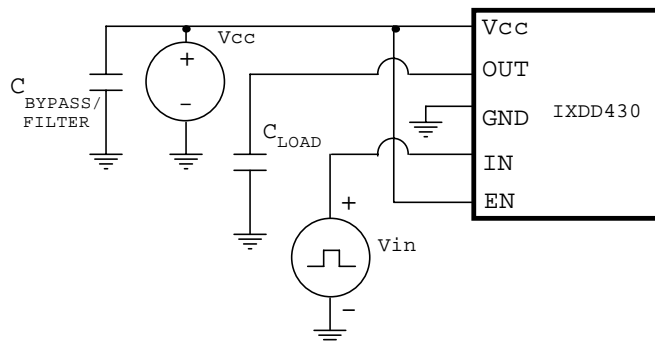 Vcc
Vcc
C BYPASS/
FILTER
+
-
OUT
GND
IXDD430
C LOAD
IN
+
EN
Vin
-